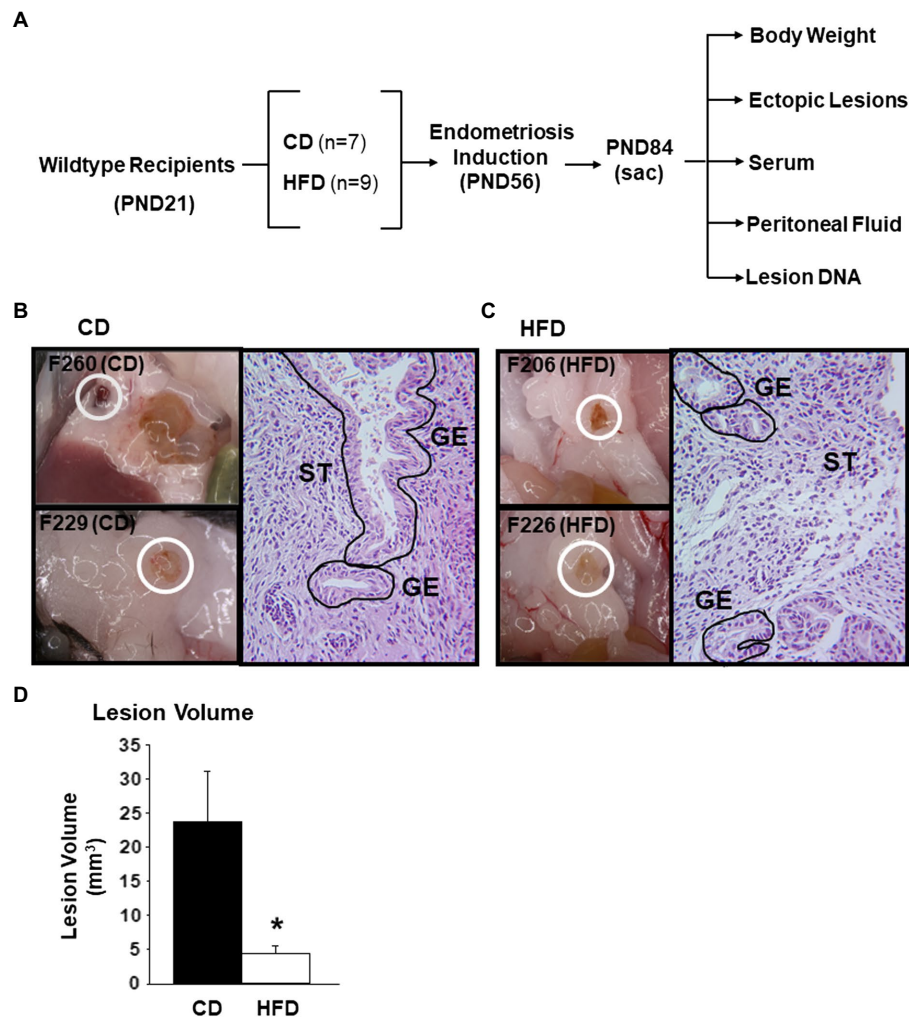 A
Wildtype Recipients
(PND21)
CD (n=7)
HFD (n=9)
Endometriosis
Induction
(PND56)
PND84
(sac)
Body Weight
Ectopic Lesions
Serum
Peritoneal Fluid
Lesion DNA
B
CD
F260 (CD)
F229 (CD)
ST
GE
GE
C
HFD
F206 (HFD)
F226 (HFD)
GE
ST
GE
D
Lesion Volume
Lesion Volume
(mm³)
35
30
25
20
15
10
5
0
*
CD HFD